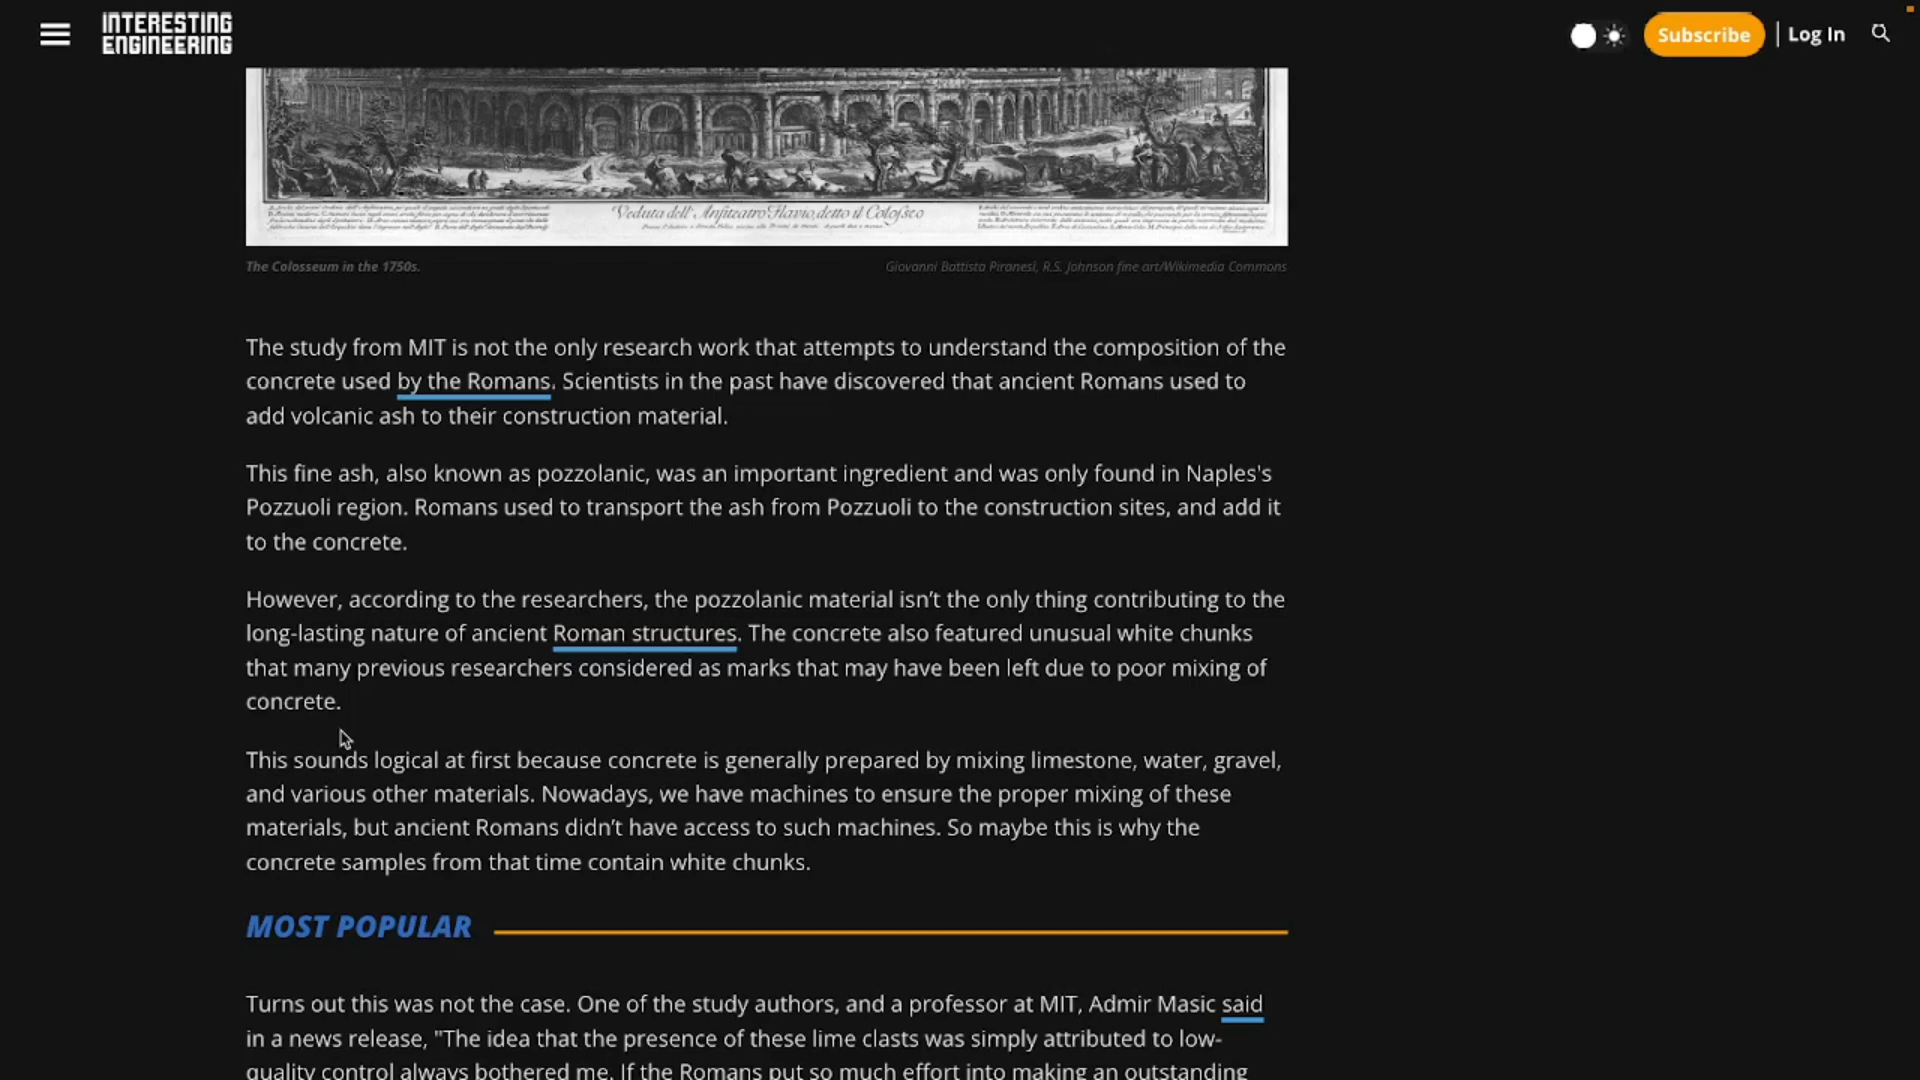 INTERESTING
ENGINEERING
Subscribe
Log In
Veduta dell' Anfiteatro Flavio, detto il Colosseo
The Colosseum in the 1750s.
Giovanni Battista Piranesi, R.S. Johnson fine art/Wikimedia Commons
The study from MIT is not the only research work that attempts to understand the composition of the
concrete used by the Romans. Scientists in the past have discovered that ancient Romans used to
add volcanic ash to their construction material.
This fine ash, also known as pozzolanic, was an important ingredient and was only found in Naples's
Pozzuoli region. Romans used to transport the ash from Pozzuoli to the construction sites, and add it
to the concrete.
However, according to the researchers, the pozzolanic material isn’t the only thing contributing to the
long-lasting nature of ancient Roman structures. The concrete also featured unusual white chunks
that many previous researchers considered as marks that may have been left due to poor mixing of
concrete.
This sounds logical at first because concrete is generally prepared by mixing limestone, water, gravel,
and various other materials. Nowadays, we have machines to ensure the proper mixing of these
materials, but ancient Romans didn’t have access to such machines. So maybe this is why the
concrete samples from that time contain white chunks.
MOST POPULAR
Turns out this was not the case. One of the study authors, and a professor at MIT, Admir Masic said
in a news release, "The idea that the presence of these lime clasts was simply attributed to low-
quality control always bothered me. If the Romans put so much effort into making an outstanding